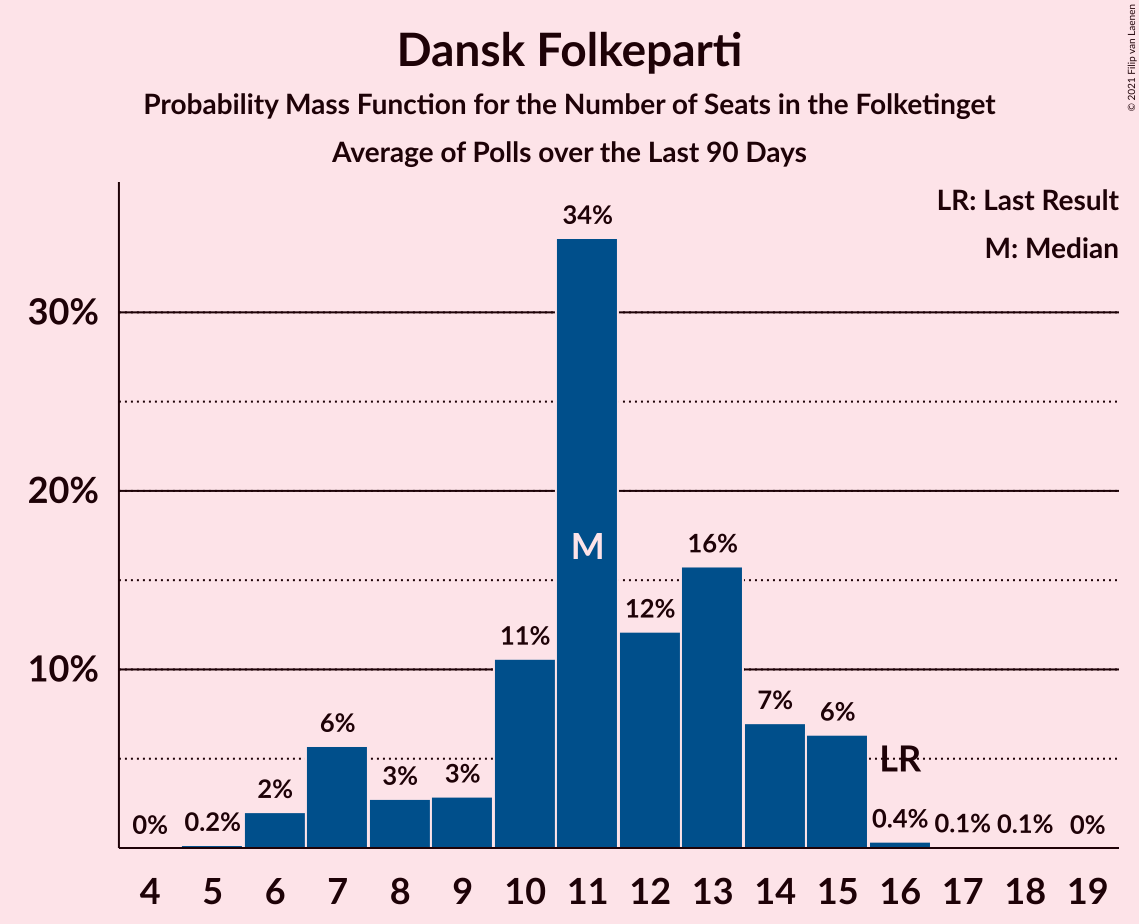 Dansk Folkeparti
Probability Mass Function for the Number of Seats in the Folketinget
Average of Polls over the Last 90 Days
© 2021 Filip van Laenen
LR: Last Result
M: Median
30%
20%
10%
0% 0.2% 2% 6% 3% 3% 11% 34% 12% 16% 7% 6% 0.4% 0.1% 0.1% 0%
M
LR
4 5 6 7 8 9 10 11 12 13 14 15 16 17 18 19